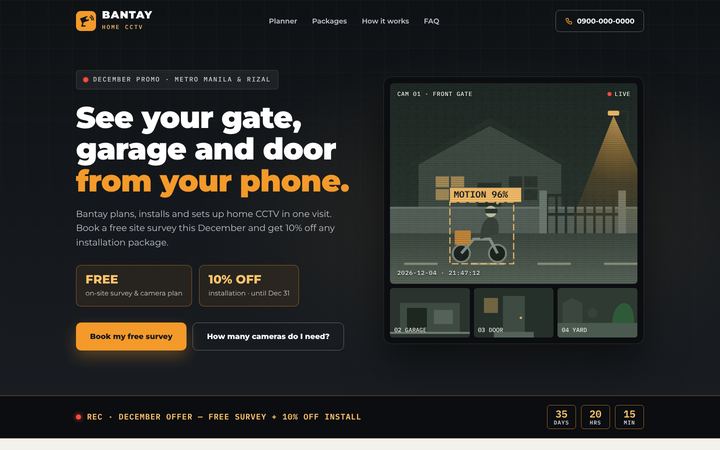 BANTAY
HOME CCTV
Planner
Packages
How it works
FAQ
0900-000-0000
DECEMBER PROMO · METRO MANILA & RIZAL
See your gate,
garage and door
from your phone.
Bantay plans, installs and sets up home CCTV in one visit.
Book a free site survey this December and get 10% off any
installation package.
FREE
on-site survey & camera plan
10% OFF
installation · until Dec 31
Book my free survey
How many cameras do I need?
CAM 01 · FRONT GATE
LIVE
MOTION 96%
2026-12-04 · 21:47:12
02 GARAGE
03 DOOR
04 YARD
REC · DECEMBER OFFER — FREE SURVEY + 10% OFF INSTALL
35
DAYS
20
HRS
15
MIN